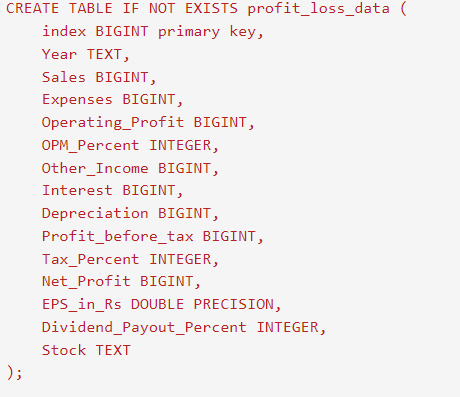 CREATE TABLE IF NOT EXISTS profit_loss_data (
    index BIGINT primary key,
    Year TEXT,
    Sales BIGINT,
    Expenses BIGINT,
    Operating_Profit BIGINT,
    OPM_Percent INTEGER,
    Other_Income BIGINT,
    Interest BIGINT,
    Depreciation BIGINT,
    Profit_before_tax BIGINT,
    Tax_Percent INTEGER,
    Net_Profit BIGINT,
    EPS_in_Rs DOUBLE PRECISION,
    Dividend_Payout_Percent INTEGER,
    Stock TEXT
);